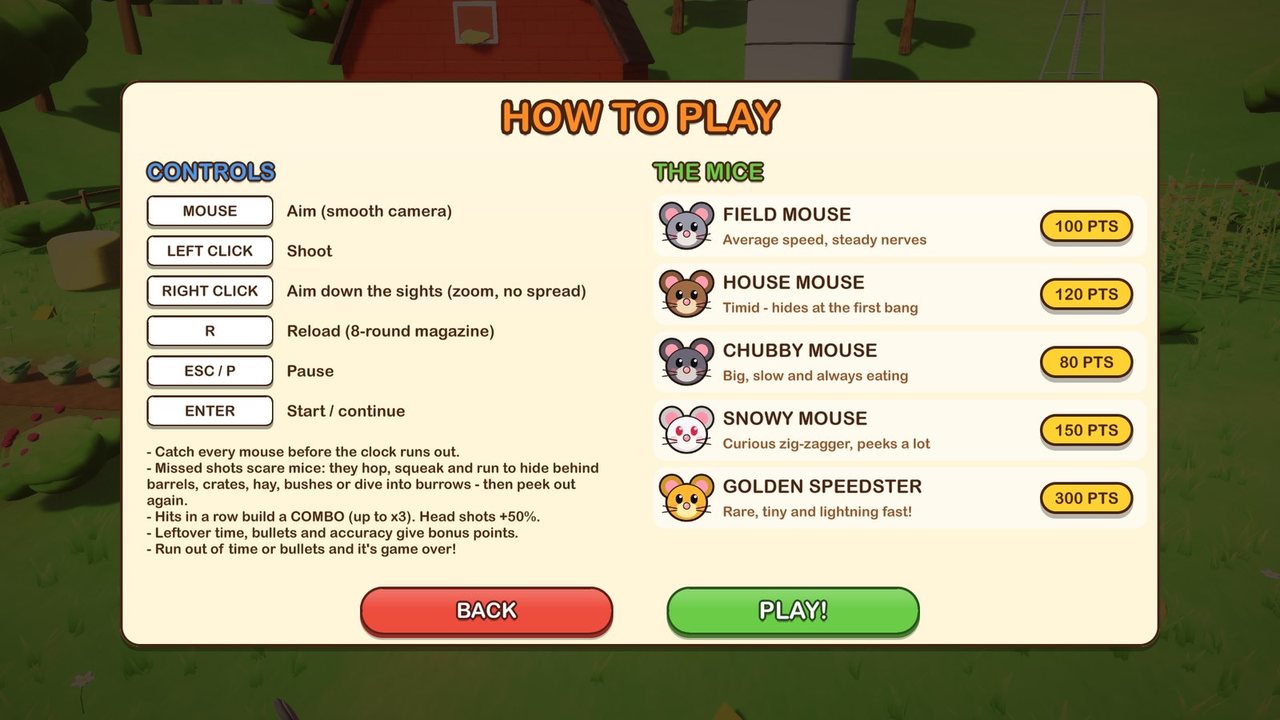 HOW TO PLAY
CONTROLS
MOUSE Aim (smooth camera)
LEFT CLICK Shoot
RIGHT CLICK Aim down the sights (zoom, no spread)
R Reload (8-round magazine)
ESC / P Pause
ENTER Start / continue
- Catch every mouse before the clock runs out.
- Missed shots scare mice: they hop, squeak and run to hide behind
barrels, crates, hay, bushes or dive into burrows - then peek out
again.
- Hits in a row build a COMBO (up to x3). Head shots +50%.
- Leftover time, bullets and accuracy give bonus points.
- Run out of time or bullets and it's game over!
THE MICE
FIELD MOUSE
Average speed, steady nerves
100 PTS
HOUSE MOUSE
Timid - hides at the first bang
120 PTS
CHUBBY MOUSE
Big, slow and always eating
80 PTS
SNOWY MOUSE
Curious zig-zagger, peeks a lot
150 PTS
GOLDEN SPEEDSTER
Rare, tiny and lightning fast!
300 PTS
BACK
PLAY!